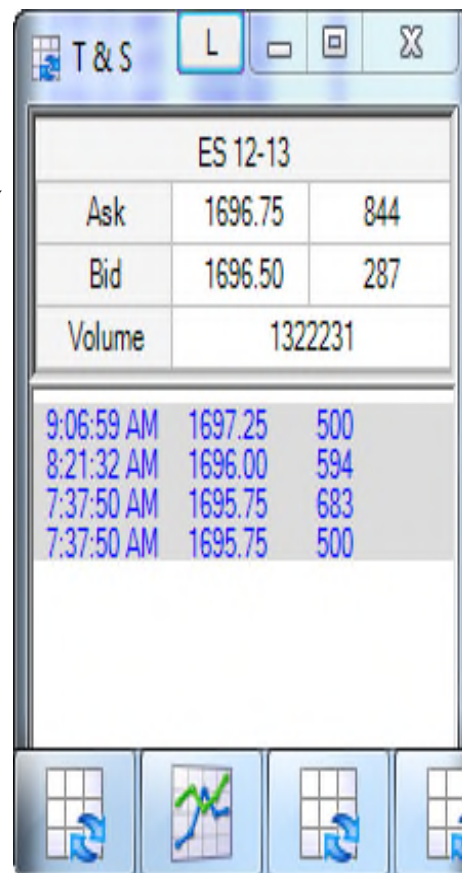 T & S L
ES 12-13
Ask 1696.75 844
Bid 1696.50 287
Volume 1322231
9:06:59 AM 1697.25 500
8:21:32 AM 1696.00 594
7:37:50 AM 1695.75 683
7:37:50 AM 1695.75 500